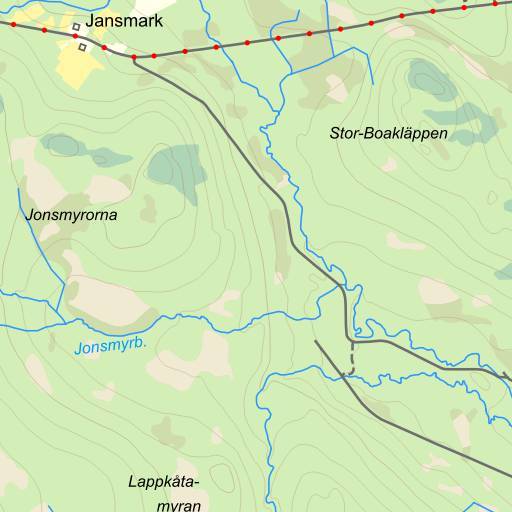 Jansmark
Stor-Boakläppen
Jonsmyrorna
Jonsmyrb.
Lappkåta-
myran